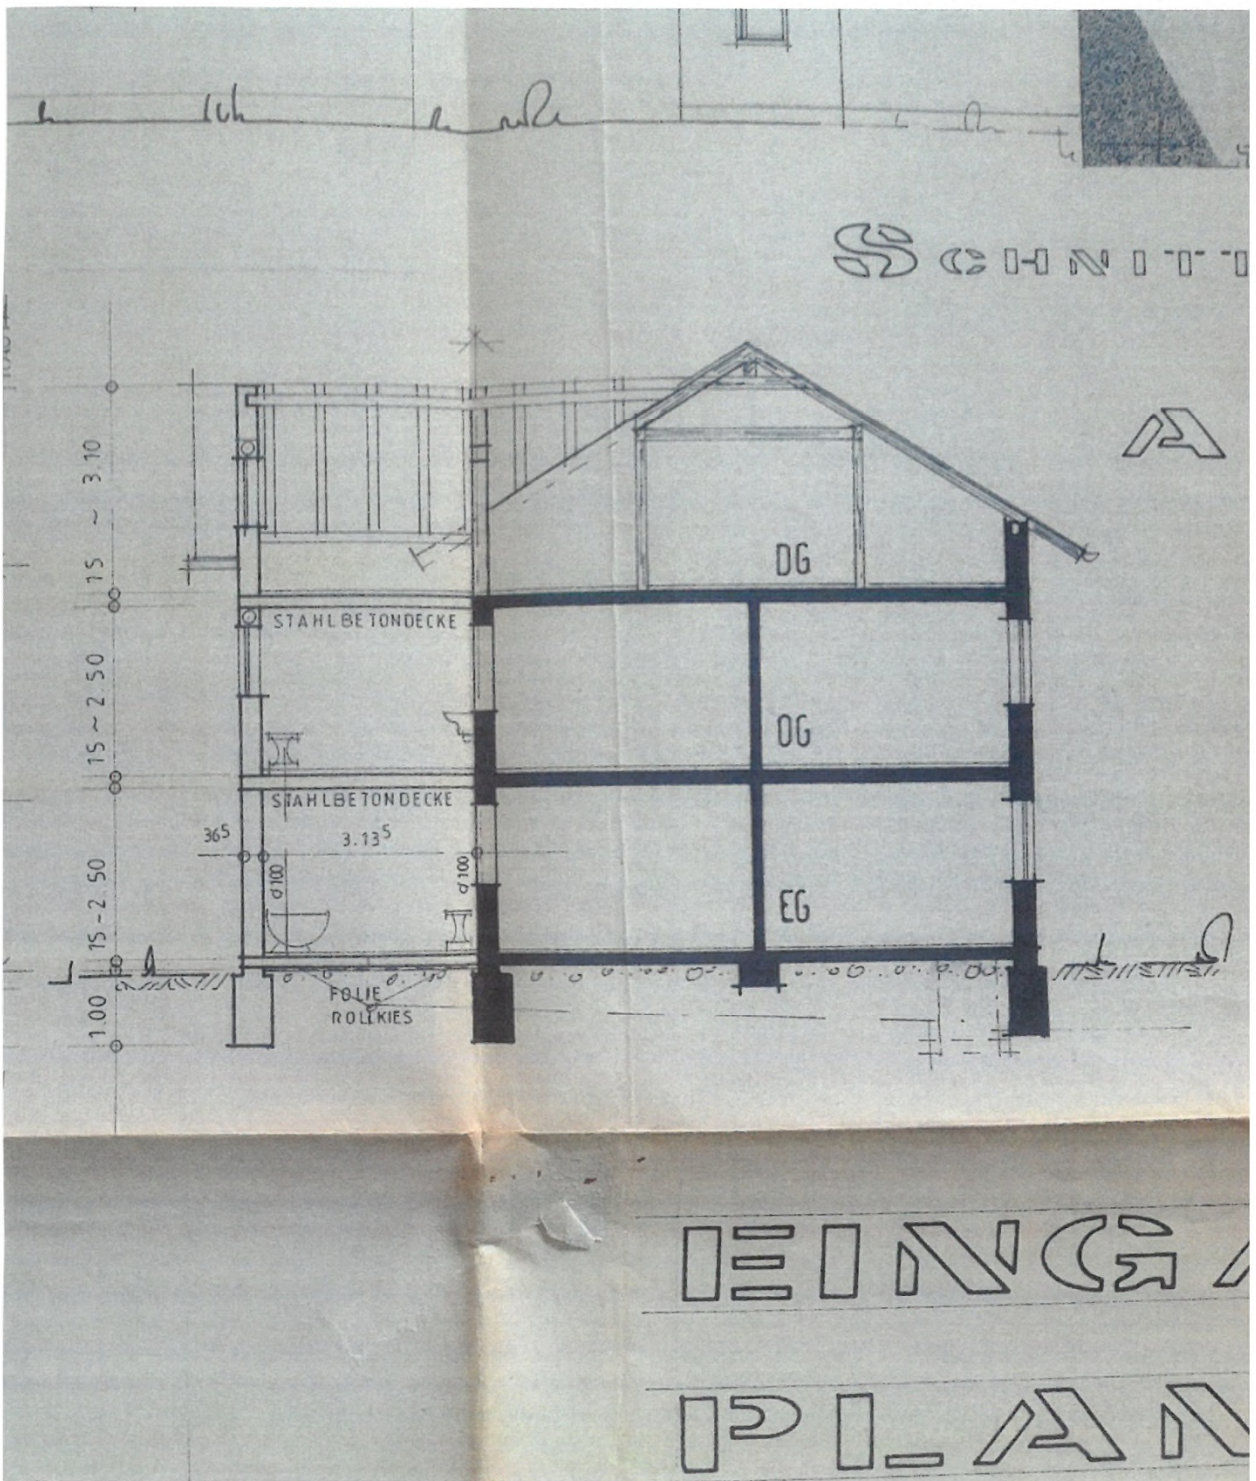 SCHNITT
A
3.10
15 ~
DG
STAHLBETONDECKE
15 ~ 2.50
OG
STAHLBETONDECKE
36⁵
3.13⁵
d100
d100
15-2.50
EG
FOLIE
ROLLKIES
1.00
EING
PLAN